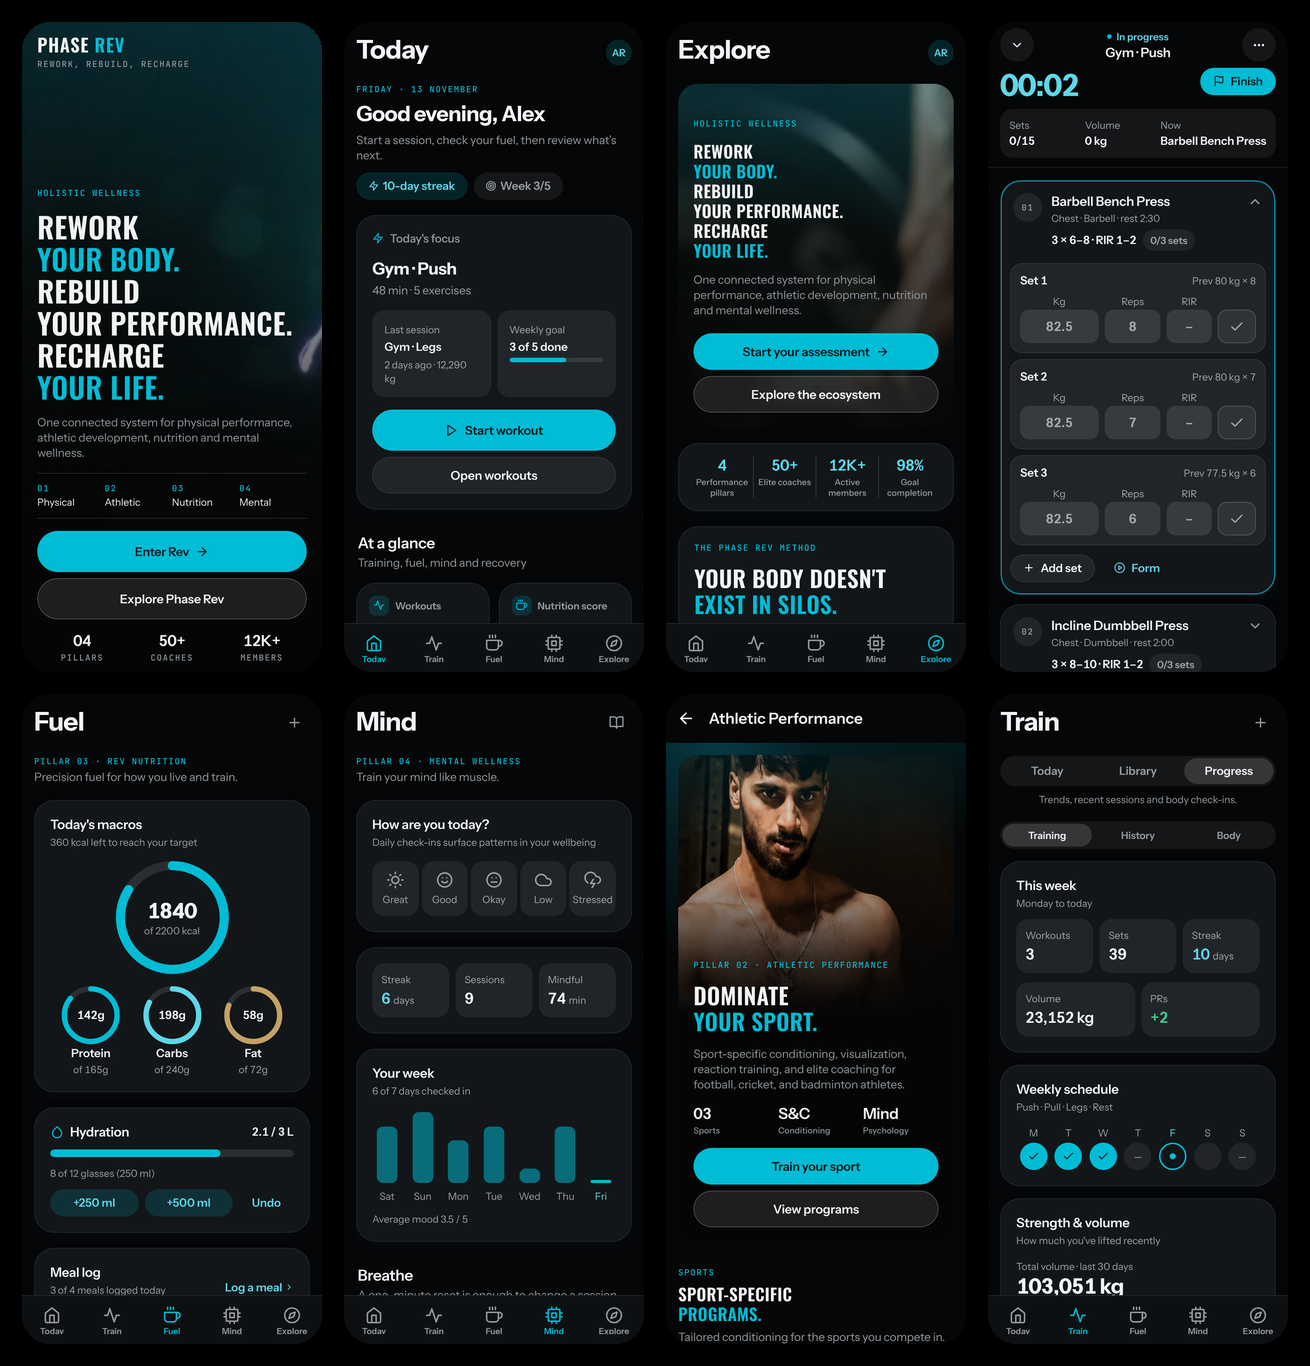 PHASE REV
REWORK, REBUILD, RECHARGE
HOLISTIC WELLNESS
REWORK
YOUR BODY.
REBUILD
YOUR PERFORMANCE.
RECHARGE
YOUR LIFE.
One connected system for physical performance,
athletic development, nutrition and mental
wellness.
01 02 03 04
Physical Athletic Nutrition Mental
Enter Rev →
Explore Phase Rev
04 50+ 12K+
PILLARS COACHES MEMBERS
Today
AR
FRIDAY · 13 NOVEMBER
Good evening, Alex
Start a session, check your fuel, then review what's
next.
10-day streak
Week 3/5
Today's focus
Gym · Push
48 min · 5 exercises
Last session
Gym · Legs
2 days ago · 12,290
kg
Weekly goal
3 of 5 done
Start workout
Open workouts
At a glance
Training, fuel, mind and recovery
Workouts
Nutrition score
Today Train Fuel Mind Explore
Explore
AR
HOLISTIC WELLNESS
REWORK
YOUR BODY.
REBUILD
YOUR PERFORMANCE.
RECHARGE
YOUR LIFE.
One connected system for physical
performance, athletic development, nutrition
and mental wellness.
Start your assessment →
Explore the ecosystem
4 50+ 12K+ 98%
Performance Elite coaches Active Goal
pillars members completion
THE PHASE REV METHOD
YOUR BODY DOESN'T
EXIST IN SILOS.
Today Train Fuel Mind Explore
In progress
Gym · Push
00:02
Finish
Sets Volume Now
0/15 0 kg Barbell Bench Press
01
Barbell Bench Press
Chest · Barbell · rest 2:30
3 × 6–8 · RIR 1–2 0/3 sets
Set 1 Prev 80 kg × 8
Kg Reps RIR
82.5 8 –
Set 2 Prev 80 kg × 7
Kg Reps RIR
82.5 7 –
Set 3 Prev 77.5 kg × 6
Kg Reps RIR
82.5 6 –
+ Add set Form
02
Incline Dumbbell Press
Chest · Dumbbell · rest 2:00
3 × 8–10 · RIR 1–2 0/3 sets
Fuel
PILLAR 03 · REV NUTRITION
Precision fuel for how you live and train.
Today's macros
360 kcal left to reach your target
1840
of 2200 kcal
142g 198g 58g
Protein Carbs Fat
of 165g of 240g of 72g
Hydration 2.1 / 3 L
8 of 12 glasses (250 ml)
+250 ml +500 ml Undo
Meal log
3 of 4 meals logged today
Log a meal ›
Today Train Fuel Mind Explore
Mind
PILLAR 04 · MENTAL WELLNESS
Train your mind like muscle.
How are you today?
Daily check-ins surface patterns in your wellbeing
Great Good Okay Low Stressed
Streak Sessions Mindful
6 days 9 74 min
Your week
6 of 7 days checked in
Sat Sun Mon Tue Wed Thu Fri
Average mood 3.5 / 5
Breathe
A one-minute reset is enough to change a session
Today Train Fuel Mind Explore
← Athletic Performance
PILLAR 02 · ATHLETIC PERFORMANCE
DOMINATE
YOUR SPORT.
Sport-specific conditioning, visualization,
reaction training, and elite coaching for
football, cricket, and badminton athletes.
03 S&C Mind
Sports Conditioning Psychology
Train your sport
View programs
SPORTS
SPORT-SPECIFIC
PROGRAMS.
Tailored conditioning for the sports you compete in.
Train
Today Library Progress
Trends, recent sessions and body check-ins.
Training History Body
This week
Monday to today
Workouts Sets Streak
3 39 10 days
Volume PRs
23,152 kg +2
Weekly schedule
Push · Pull · Legs · Rest
M T W T F S S
Strength & volume
How much you've lifted recently
Total volume · last 30 days
103,051 kg
Today Train Fuel Mind Explore